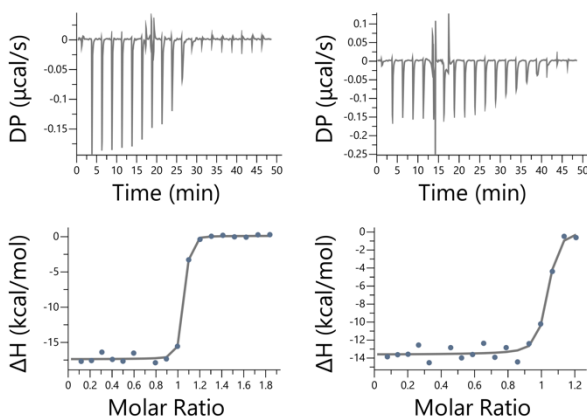 0
-0.05
-0.1
-0.15
DP (μcal/s)
0 5 10 15 20 25 30 35 40 45 50
Time (min)
0.1
0.05
0
-0.05
-0.1
-0.15
-0.2
-0.25
DP (μcal/s)
0 5 10 15 20 25 30 35 40 45 50
Time (min)
0
-5
-10
-15
ΔH (kcal/mol)
0 0.2 0.4 0.6 0.8 1 1.2 1.4 1.6 1.8
Molar Ratio
0
-2
-4
-6
-8
-10
-12
-14
ΔH (kcal/mol)
0 0.2 0.4 0.6 0.8 1 1.2
Molar Ratio